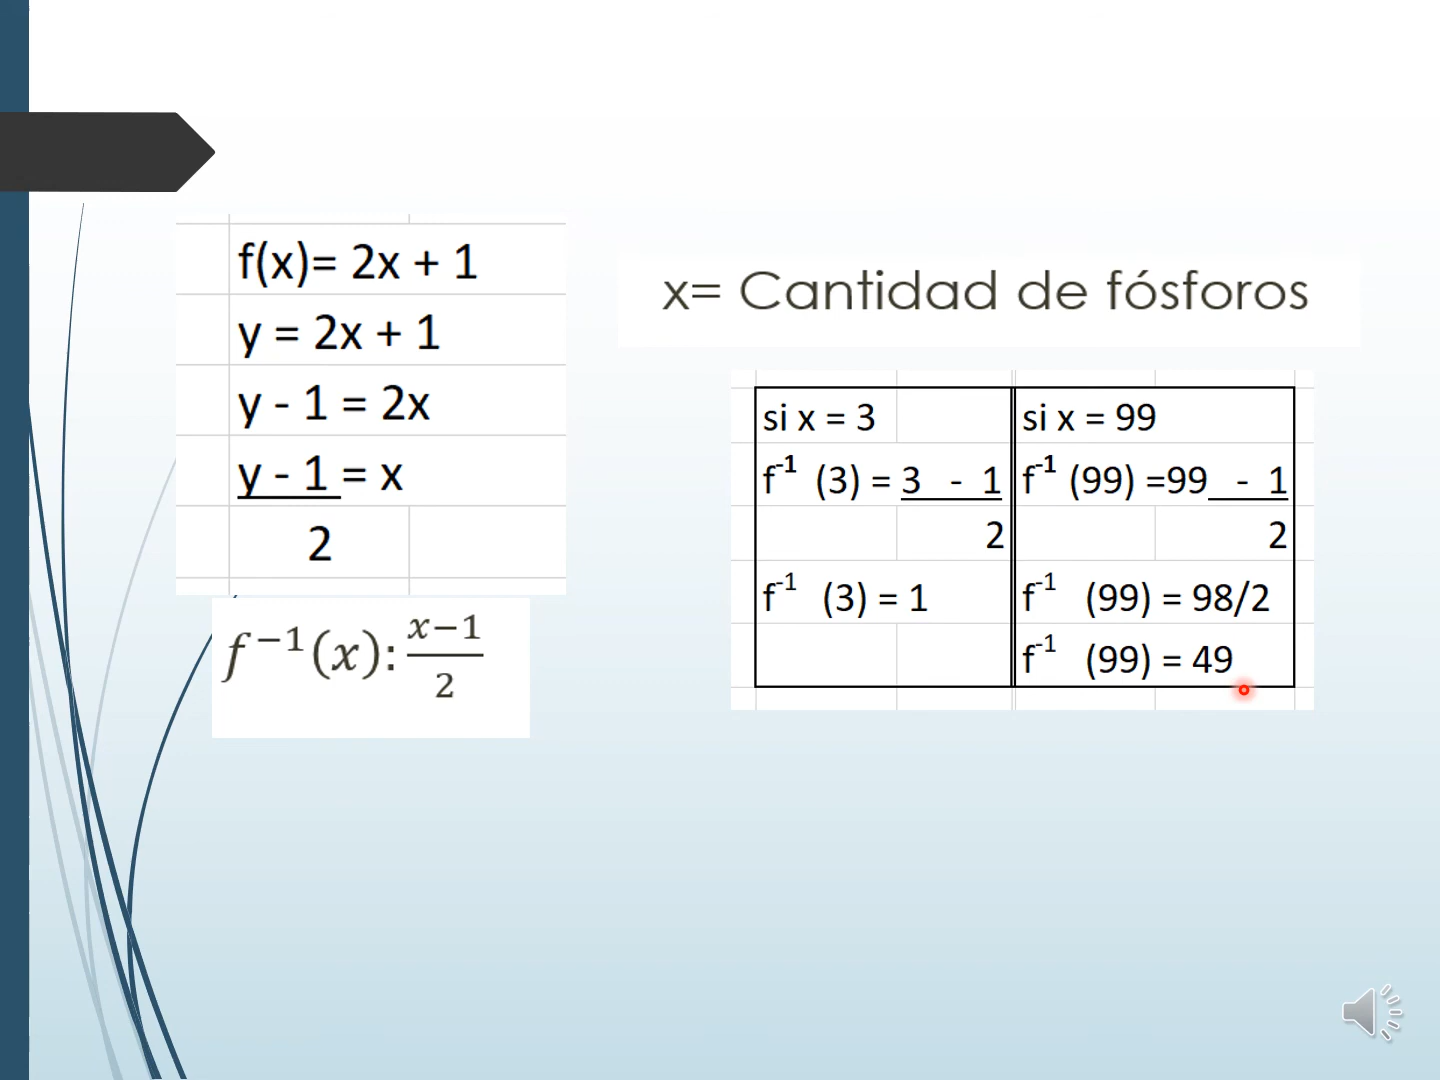 f(x)= 2x + 1
y = 2x + 1
y - 1 = 2x
y - 1 = x
2
f⁻¹(x): x−1
2
x= Cantidad de fósforos
si x = 3
f⁻¹ (3) = 3 - 1
2
f⁻¹ (3) = 1
si x = 99
f⁻¹ (99) =99 - 1
2
f⁻¹ (99) = 98/2
f⁻¹ (99) = 49